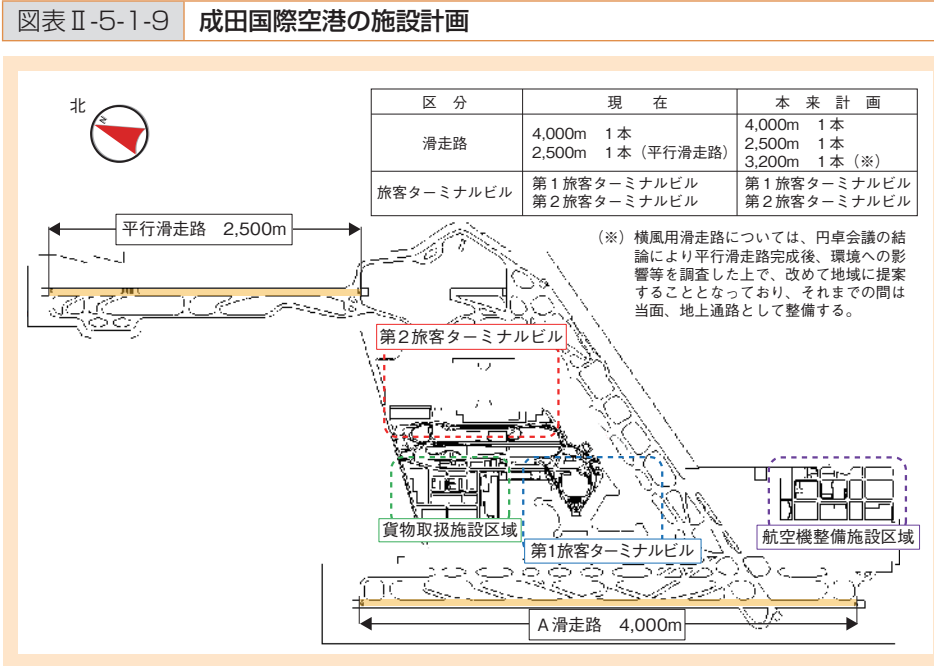 図表Ⅱ-5-1-9 成田国際空港の施設計画
北
N
区 分 現 在 本 来 計 画
滑走路
4,000m 1本
2,500m 1本(平行滑走路)
4,000m 1本
2,500m 1本
3,200m 1本(※)
旅客ターミナルビル
第1旅客ターミナルビル
第2旅客ターミナルビル
第1旅客ターミナルビル
第2旅客ターミナルビル
(※)横風用滑走路については、円卓会議の結
論により平行滑走路完成後、環境への影
響等を調査した上で、改めて地域に提案
することとなっており、それまでの間は
当面、地上通路として整備する。
平行滑走路 2,500m
第2旅客ターミナルビル
貨物取扱施設区域
第1旅客ターミナルビル
航空機整備施設区域
A滑走路 4,000m